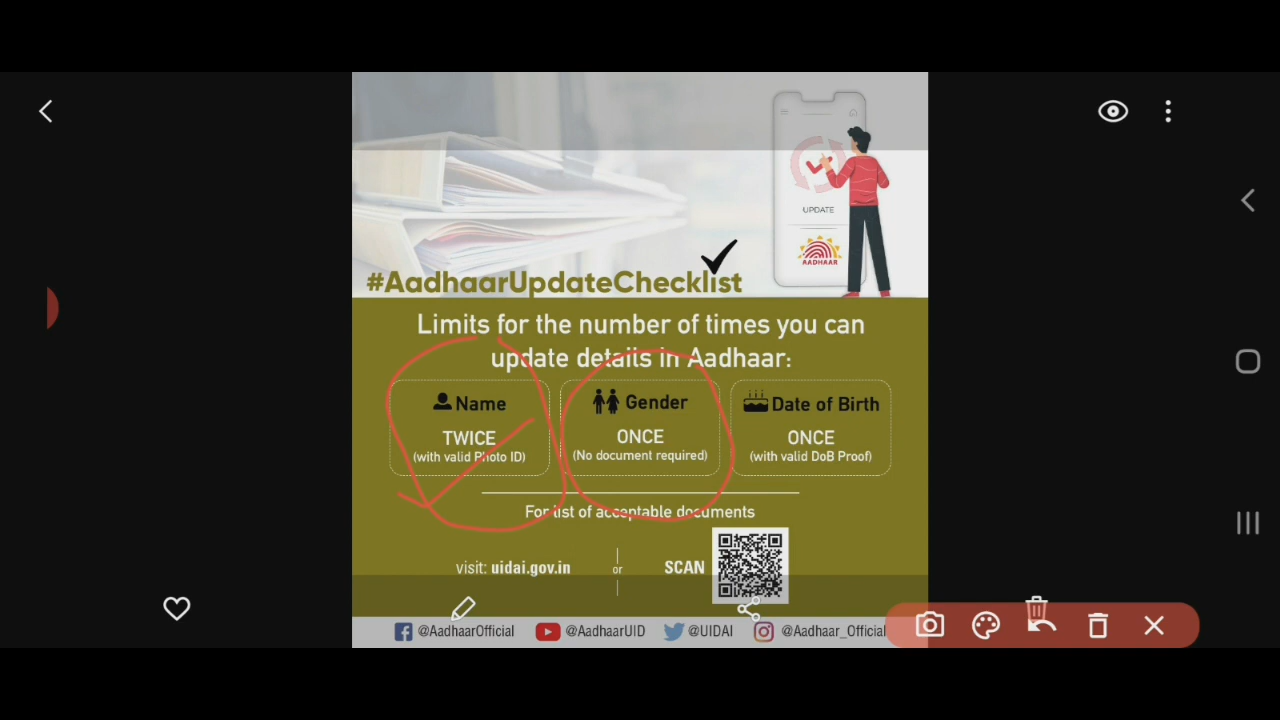 UPDATE
AADHAAR
#AadhaarUpdateChecklist
Limits for the number of times you can
update details in Aadhaar:
Name
TWICE
(with valid Photo ID)
Gender
ONCE
(No document required)
Date of Birth
ONCE
(with valid DoB Proof)
For list of acceptable documents
visit: uidai.gov.in
or
SCAN
@AadhaarOfficial
@AadhaarUID
@UIDAI
@Aadhaar_Official